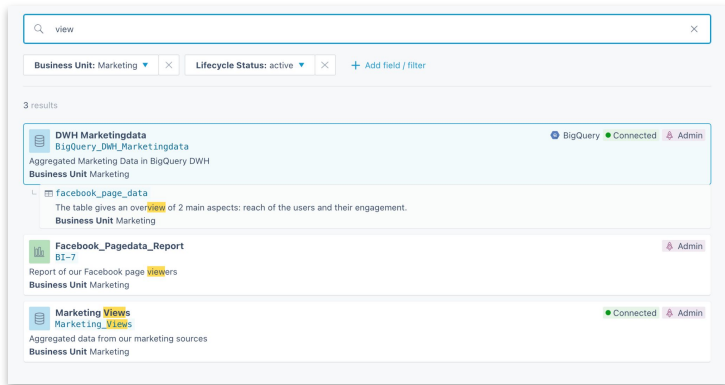 view
Business Unit: Marketing Lifecycle Status: active + Add field / filter
3 results
DWH Marketingdata BigQuery Connected Admin
BigQuery_DWH_Marketingdata
Aggregated Marketing Data in BigQuery DWH
Business Unit Marketing
facebook_page_data
The table gives an overview of 2 main aspects: reach of the users and their engagement.
Business Unit Marketing
Facebook_Pagedata_Report Admin
BI-7
Report of our Facebook page viewers
Business Unit Marketing
Marketing Views Connected Admin
Marketing_Views
Aggregated data from our marketing sources
Business Unit Marketing